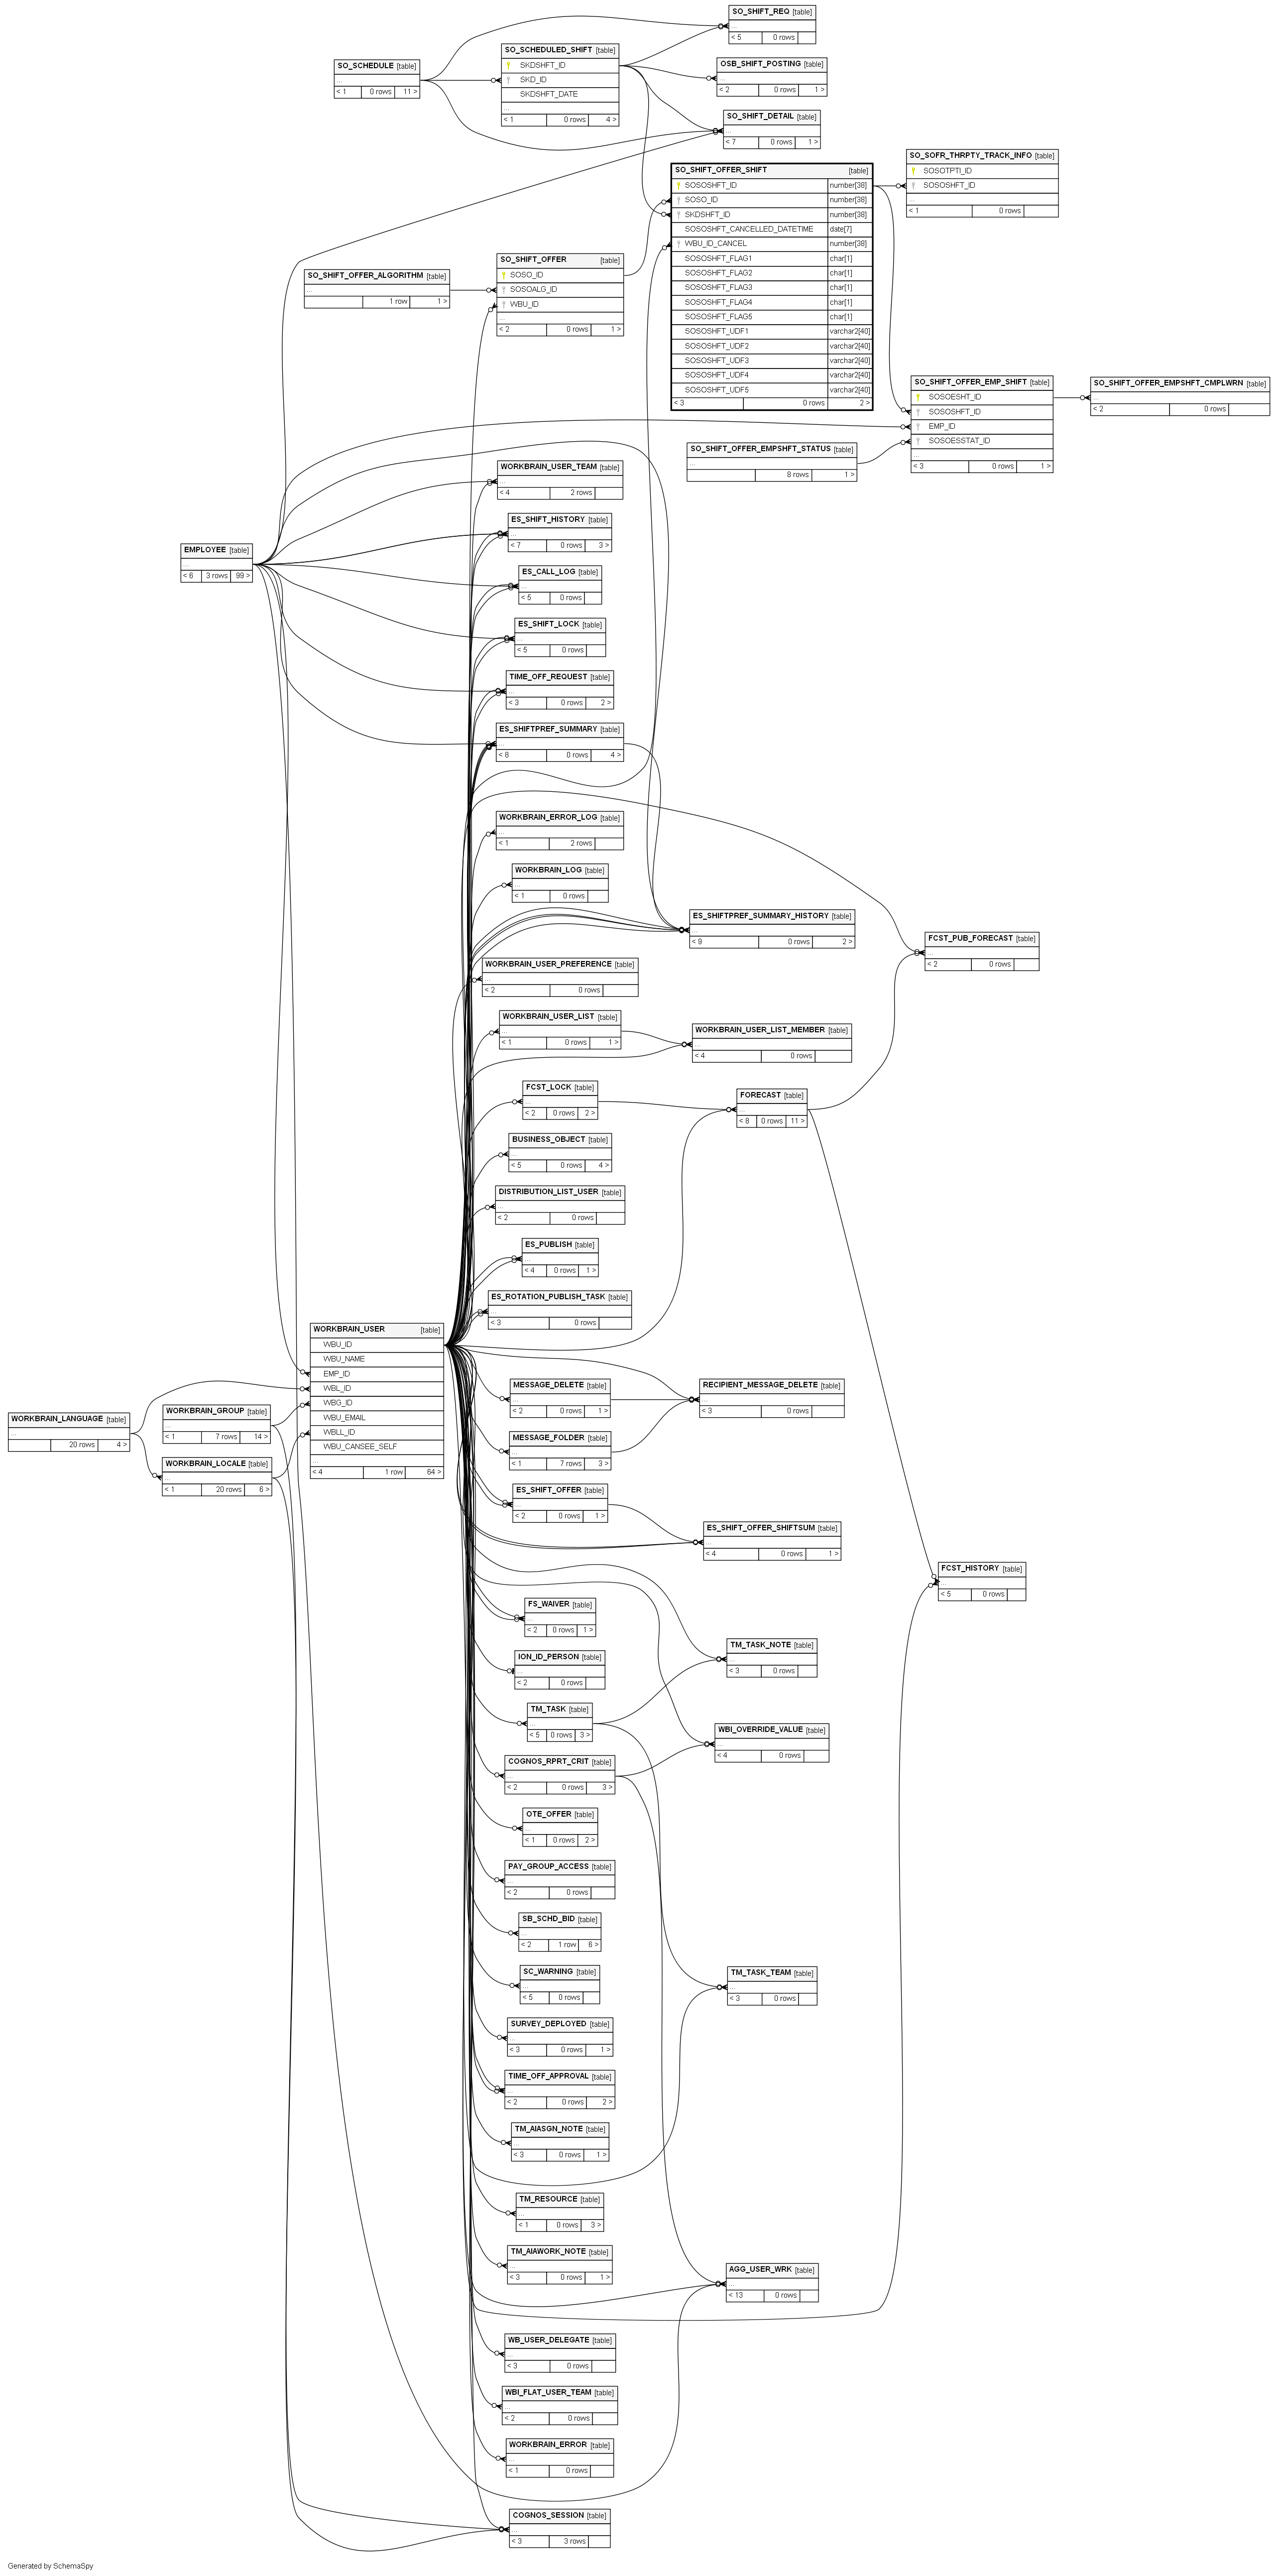 SO_SHIFT_REQ [table]
...
< 5 0 rows
SO_SCHEDULED_SHIFT [table]
SKDSHFT_ID
SKD_ID
SKDSHFT_DATE
...
< 1 0 rows 4 >
OSB_SHIFT_POSTING [table]
...
< 2 0 rows 1 >
SO_SCHEDULE [table]
...
< 1 0 rows 11 >
SO_SHIFT_DETAIL [table]
...
< 7 0 rows 1 >
SO_SHIFT_OFFER_SHIFT [table]
SOSOSHFT_ID number[38]
SOSO_ID number[38]
SKDSHFT_ID number[38]
SOSOSHFT_CANCELLED_DATETIME date[7]
WBU_ID_CANCEL number[38]
SOSOSHFT_FLAG1 char[1]
SOSOSHFT_FLAG2 char[1]
SOSOSHFT_FLAG3 char[1]
SOSOSHFT_FLAG4 char[1]
SOSOSHFT_FLAG5 char[1]
SOSOSHFT_UDF1 varchar2[40]
SOSOSHFT_UDF2 varchar2[40]
SOSOSHFT_UDF3 varchar2[40]
SOSOSHFT_UDF4 varchar2[40]
SOSOSHFT_UDF5 varchar2[40]
< 3 0 rows 2 >
SO_SOFR_THRPTY_TRACK_INFO [table]
SOSOTPTI_ID
SOSOSHFT_ID
...
< 1 0 rows
SO_SHIFT_OFFER [table]
SOSO_ID
SOSOALG_ID
WBU_ID
...
< 2 0 rows 1 >
SO_SHIFT_OFFER_ALGORITHM [table]
...
1 row 1 >
SO_SHIFT_OFFER_EMP_SHIFT [table]
SOSOESHT_ID
SOSOSHFT_ID
EMP_ID
SOSOESSTAT_ID
...
< 3 0 rows 1 >
SO_SHIFT_OFFER_EMPSHFT_CMPLWRN [table]
...
< 2 0 rows
SO_SHIFT_OFFER_EMPSHFT_STATUS [table]
...
8 rows 1 >
WORKBRAIN_USER_TEAM [table]
...
< 4 2 rows
ES_SHIFT_HISTORY [table]
...
< 7 0 rows 3 >
EMPLOYEE [table]
...
< 6 3 rows 99 >
ES_CALL_LOG [table]
...
< 5 0 rows
ES_SHIFT_LOCK [table]
...
< 5 0 rows
TIME_OFF_REQUEST [table]
...
< 3 0 rows 2 >
ES_SHIFTPREF_SUMMARY [table]
...
< 8 0 rows 4 >
WORKBRAIN_ERROR_LOG [table]
...
< 1 2 rows
WORKBRAIN_LOG [table]
...
< 1 0 rows
ES_SHIFTPREF_SUMMARY_HISTORY [table]
...
< 9 0 rows 2 >
FCST_PUB_FORECAST [table]
...
< 2 0 rows
WORKBRAIN_USER_PREFERENCE [table]
...
< 2 0 rows
WORKBRAIN_USER_LIST [table]
...
< 1 0 rows 1 >
WORKBRAIN_USER_LIST_MEMBER [table]
...
< 4 0 rows
FCST_LOCK [table]
...
< 2 0 rows 2 >
FORECAST [table]
...
< 8 0 rows 11 >
BUSINESS_OBJECT [table]
...
< 5 0 rows 4 >
DISTRIBUTION_LIST_USER [table]
...
< 2 0 rows
ES_PUBLISH [table]
...
< 4 0 rows 1 >
ES_ROTATION_PUBLISH_TASK [table]
...
< 3 0 rows
WORKBRAIN_USER [table]
WBU_ID
WBU_NAME
EMP_ID
WBL_ID
WBG_ID
WBU_EMAIL
WBLL_ID
WBU_CANSEE_SELF
...
< 4 1 row 64 >
MESSAGE_DELETE [table]
...
< 2 0 rows 1 >
RECIPIENT_MESSAGE_DELETE [table]
...
< 3 0 rows
WORKBRAIN_LANGUAGE [table]
...
20 rows 4 >
WORKBRAIN_GROUP [table]
...
< 1 7 rows 14 >
WORKBRAIN_LOCALE [table]
...
< 1 20 rows 6 >
MESSAGE_FOLDER [table]
...
< 1 7 rows 3 >
ES_SHIFT_OFFER [table]
...
< 2 0 rows 1 >
ES_SHIFT_OFFER_SHIFTSUM [table]
...
< 4 0 rows 1 >
FCST_HISTORY [table]
...
< 5 0 rows
FS_WAIVER [table]
...
< 2 0 rows 1 >
TM_TASK_NOTE [table]
...
< 3 0 rows
ION_ID_PERSON [table]
...
< 2 0 rows
TM_TASK [table]
...
< 5 0 rows 3 >
WBI_OVERRIDE_VALUE [table]
...
< 4 0 rows
COGNOS_RPRT_CRIT [table]
...
< 2 0 rows 3 >
OTE_OFFER [table]
...
< 1 0 rows 2 >
PAY_GROUP_ACCESS [table]
...
< 2 0 rows
SB_SCHD_BID [table]
...
< 2 1 row 6 >
SC_WARNING [table]
...
< 5 0 rows
TM_TASK_TEAM [table]
...
< 3 0 rows
SURVEY_DEPLOYED [table]
...
< 3 0 rows 1 >
TIME_OFF_APPROVAL [table]
...
< 2 0 rows 2 >
TM_AIASGN_NOTE [table]
...
< 3 0 rows 1 >
TM_RESOURCE [table]
...
< 1 0 rows 3 >
TM_AIAWORK_NOTE [table]
...
< 3 0 rows 1 >
AGG_USER_WRK [table]
...
< 13 0 rows
WB_USER_DELEGATE [table]
...
< 3 0 rows
WBI_FLAT_USER_TEAM [table]
...
< 2 0 rows
WORKBRAIN_ERROR [table]
...
< 1 0 rows
COGNOS_SESSION [table]
...
< 3 3 rows
Generated by SchemaSpy